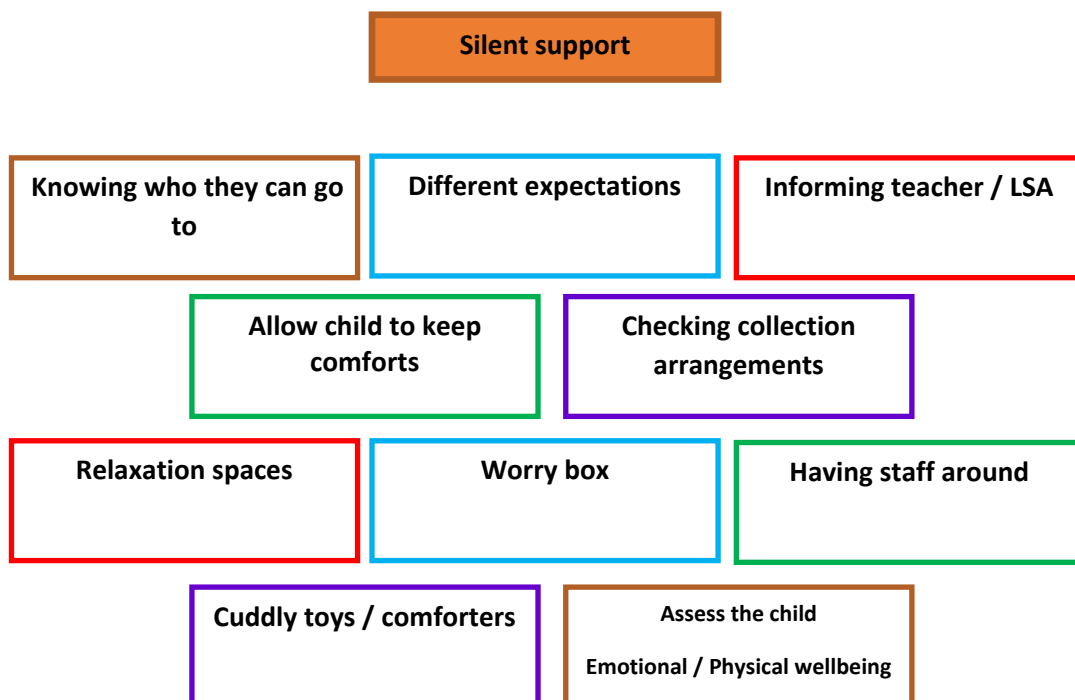 Silent support
Knowing who they can go
to
Different expectations
Informing teacher / LSA
Allow child to keep
comforts
Checking collection
arrangements
Relaxation spaces
Worry box
Having staff around
Cuddly toys / comforters
Assess the child
Emotional / Physical wellbeing